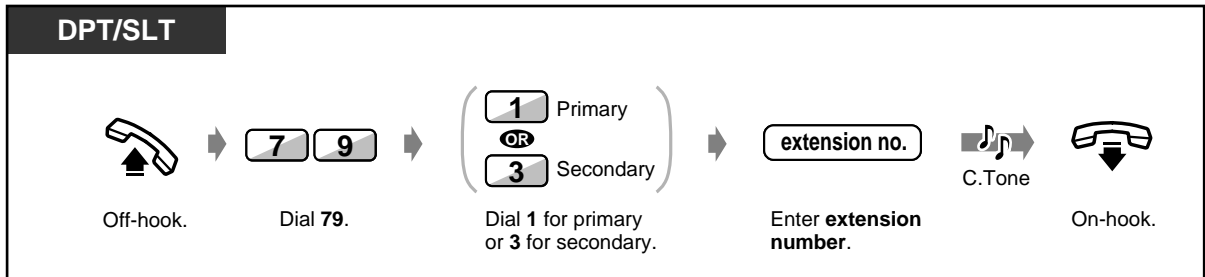 DPT/SLT
1 Primary
OR
3 Secondary
7 9
extension no.
C.Tone
Off-hook.
Dial 79.
Dial 1 for primary
or 3 for secondary.
Enter extension
number.
On-hook.